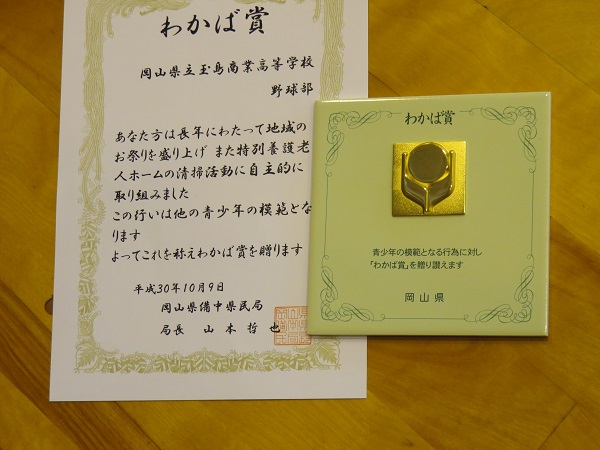 わかば賞
岡山県立玉島商業高等学校
野球部
あなた方は長年にわたって地域の
お祭りを盛り上げ また特別養護老
人ホームの清掃活動に自主的に
取り組みました
この行いは他の青少年の模範とな
ります
よってこれを称えわかば賞を贈ります
平成30年10月9日
岡山県備中県民局
局長 山本哲也
わかば賞
青少年の模範となる行為に対し
「わかば賞」を贈り讃えます
岡山県